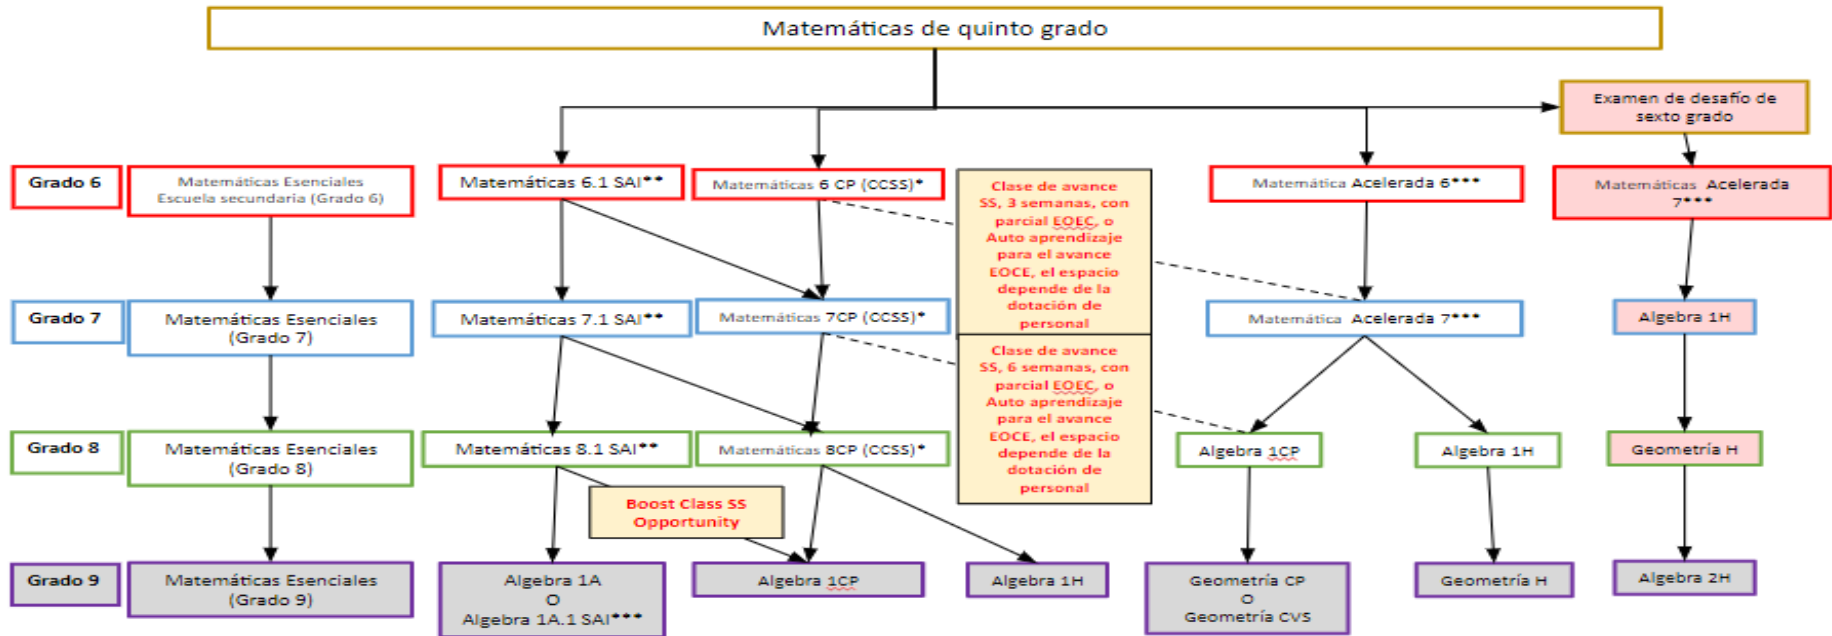 Matemáticas de quinto grado
Examen de desafío de
sexto grado
Grado 6
Matemáticas Esenciales
Escuela secundaria (Grado 6)
Matemáticas 6.1 SAI**
Matemáticas 6 CP (CCSS)*
Clase de avance
SS, 3 semanas, con
parcial EOEC, o
Auto aprendizaje
para el avance
EOCE, el espacio
depende de la
dotación de
personal
Matemática Acelerada 6***
Matemáticas Acelerada
7***
Grado 7
Matemáticas Esenciales
(Grado 7)
Matemáticas 7.1 SAI**
Matemáticas 7CP (CCSS)*
Matemática Acelerada 7***
Algebra 1H
Clase de avance
SS, 6 semanas, con
parcial EOEC, o
Auto aprendizaje
para el avance
EOCE, el espacio
depende de la
dotación de
personal
Grado 8
Matemáticas Esenciales
(Grado 8)
Matemáticas 8.1 SAI**
Matemáticas 8CP (CCSS)*
Algebra 1CP
Algebra 1H
Geometría H
Boost Class SS
Opportunity
Grado 9
Matemáticas Esenciales
(Grado 9)
Algebra 1A
O
Algebra 1A.1 SAI***
Algebra 1CP
Algebra 1H
Geometría CP
O
Geometría CVS
Geometría H
Algebra 2H